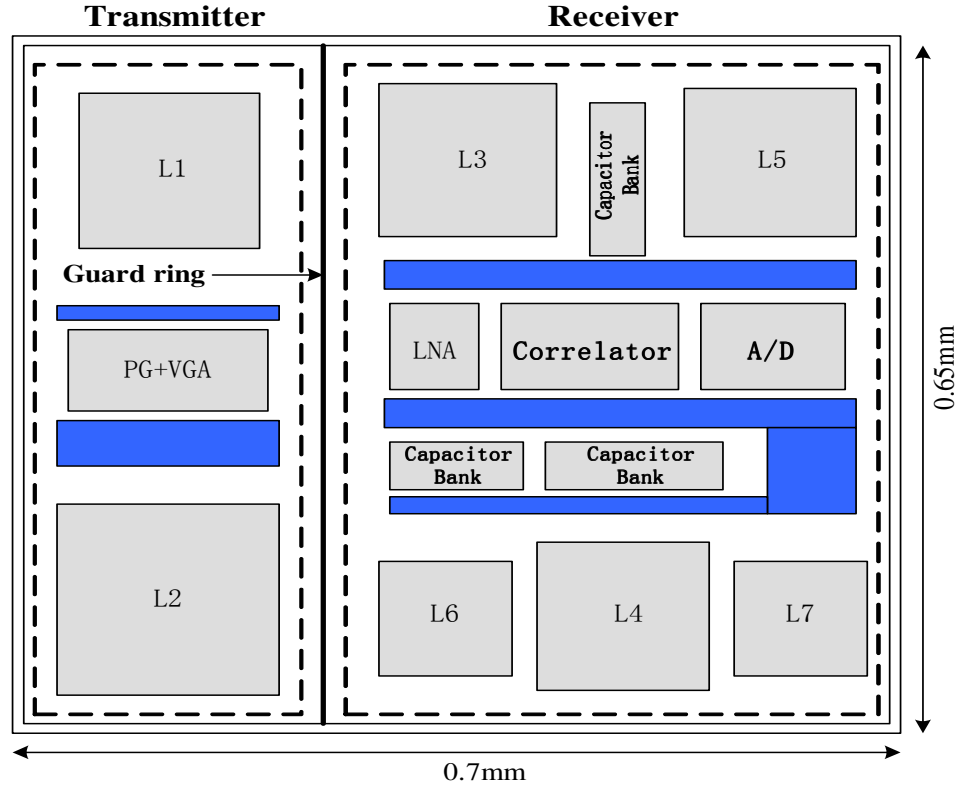 Transmitter
Receiver
L1
L3
Capacitor
Bank
L5
Guard ring
PG+VGA
LNA
Correlator
A/D
Capacitor
Bank
Capacitor
Bank
L2
L6
L4
L7
0.65mm
0.7mm